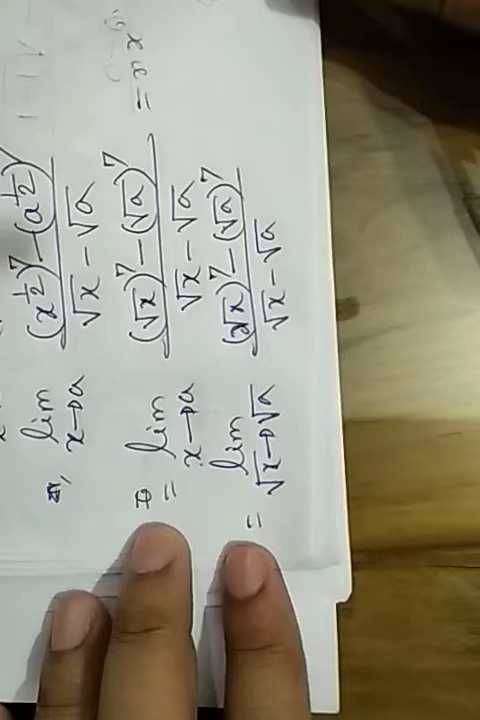 lim x→a (x^½)^7 - (a^½)^7 / √x - √a
= lim x→a (√x)^7 - (√a)^7 / √x - √a = n x
= lim √x→√a (√x)^7 - (√a)^7 / √x - √a